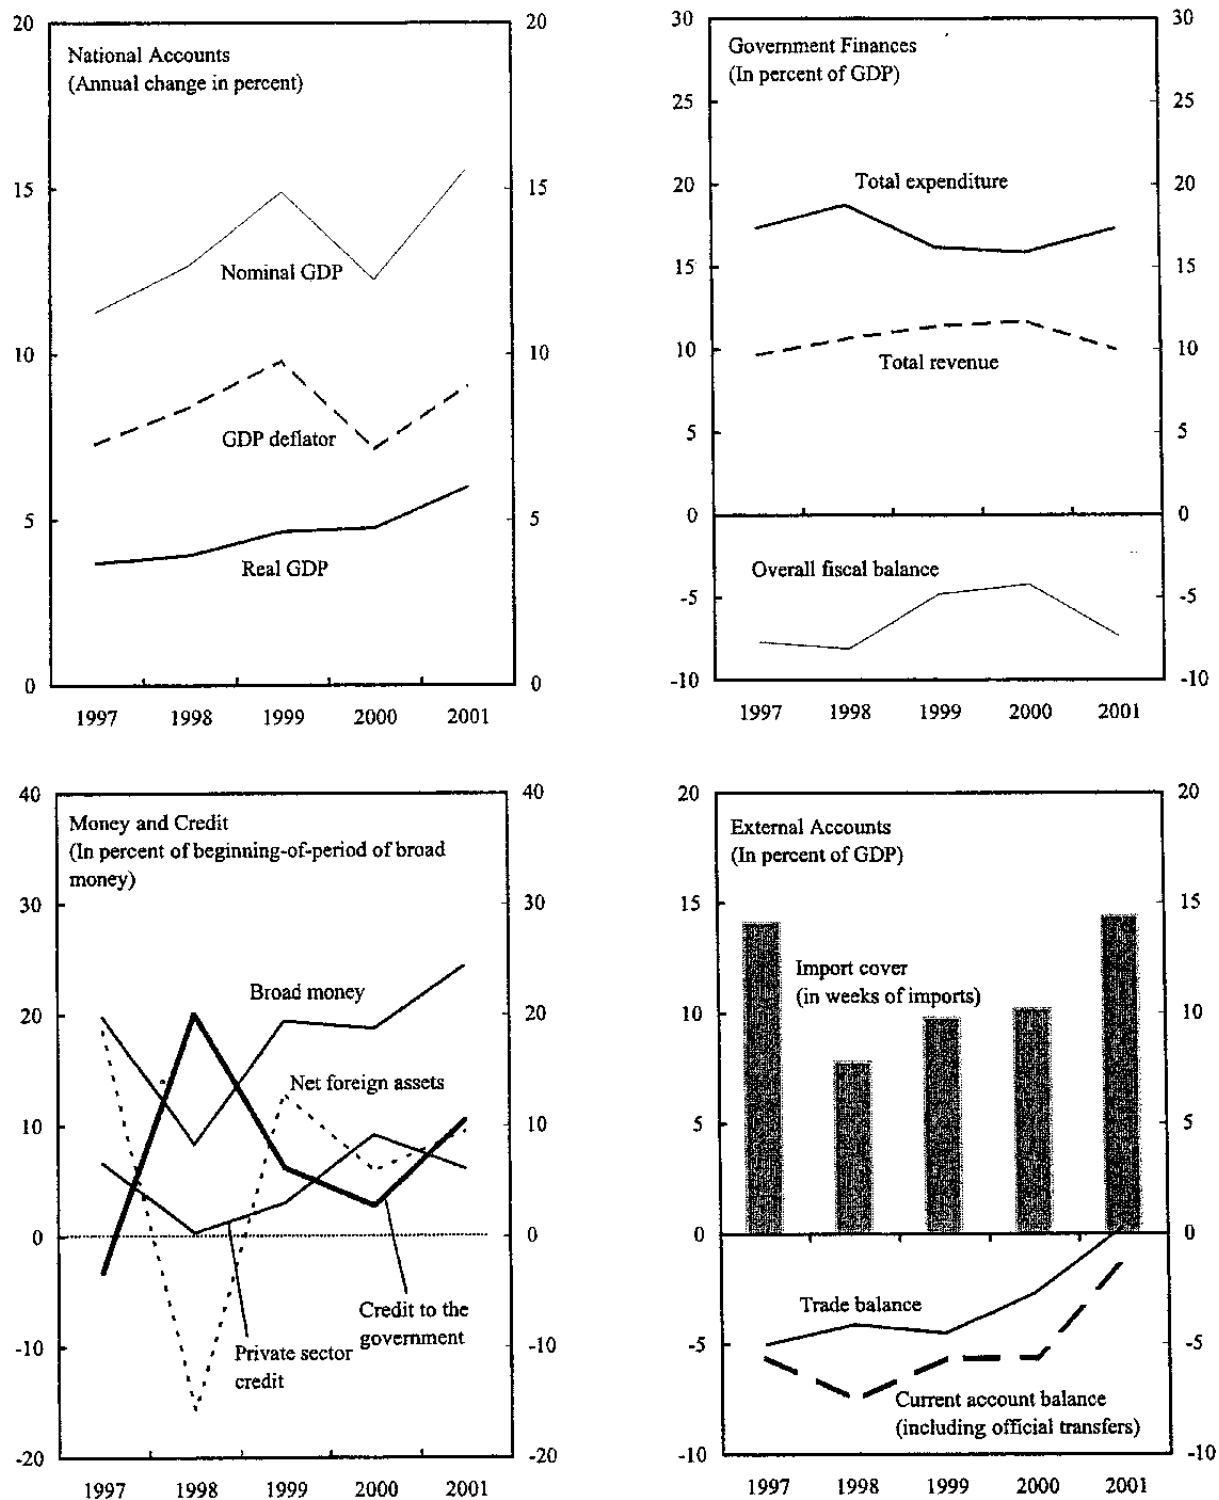 20
20
National Accounts
(Annual change in percent)
15
15
Nominal GDP
10
10
GDP deflator
5
5
Real GDP
0
0
1997 1998 1999 2000 2001
30
30
Government Finances
(In percent of GDP)
25
25
Total expenditure
20
20
15
15
10
10
Total revenue
5
5
0
0
Overall fiscal balance
-5
-5
-10
-10
1997 1998 1999 2000 2001
40
40
Money and Credit
(In percent of beginning-of-period of broad
money)
30
30
Broad money
20
20
Net foreign assets
10
10
0
0
Credit to the
government
-10
-10
Private sector
credit
-20
-20
1997 1998 1999 2000 2001
20
20
External Accounts
(In percent of GDP)
15
15
Import cover
(in weeks of imports)
10
10
5
5
0
0
Trade balance
-5
-5
Current account balance
(including official transfers)
-10
-10
1997 1998 1999 2000 2001